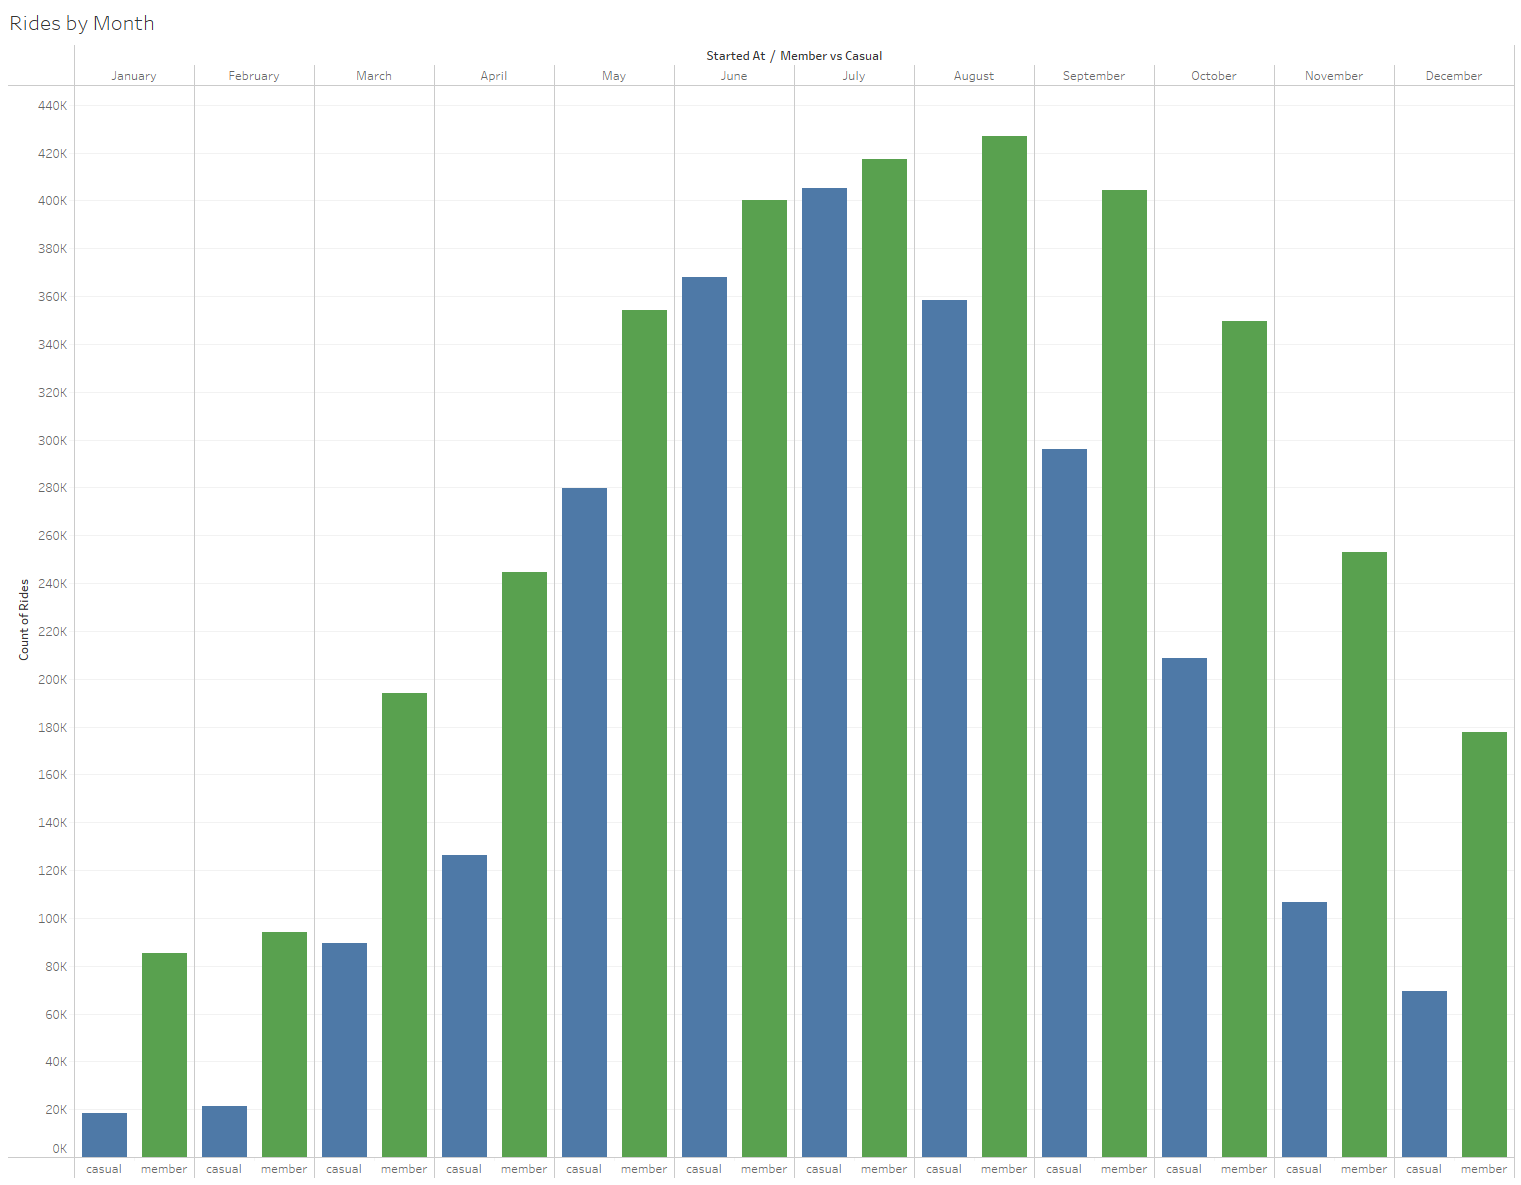 Rides by Month
Started At / Member vs Casual
January February March April May June July August September October November December
440K
420K
400K
380K
360K
340K
320K
300K
280K
260K
240K
220K
200K
180K
160K
140K
120K
100K
80K
60K
40K
20K
0K
Count of Rides
casual member casual member casual member casual member casual member casual member casual member casual member casual member casual member casual member casual member